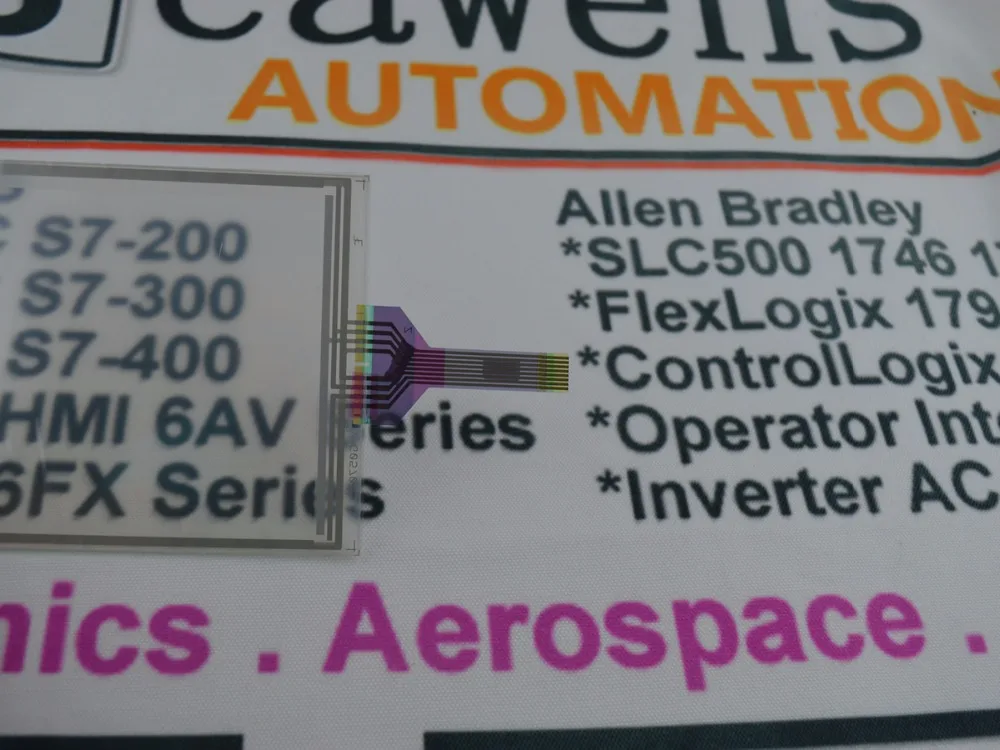 AUTOMATION
S7-200
S7-300
S7-400
HMI 6AV Series
6FX Series
Allen Bradley
*SLC500 1746
*FlexLogix 179
*ControlLogix
*Operator Int
*Inverter AC
nics . Aerospace .